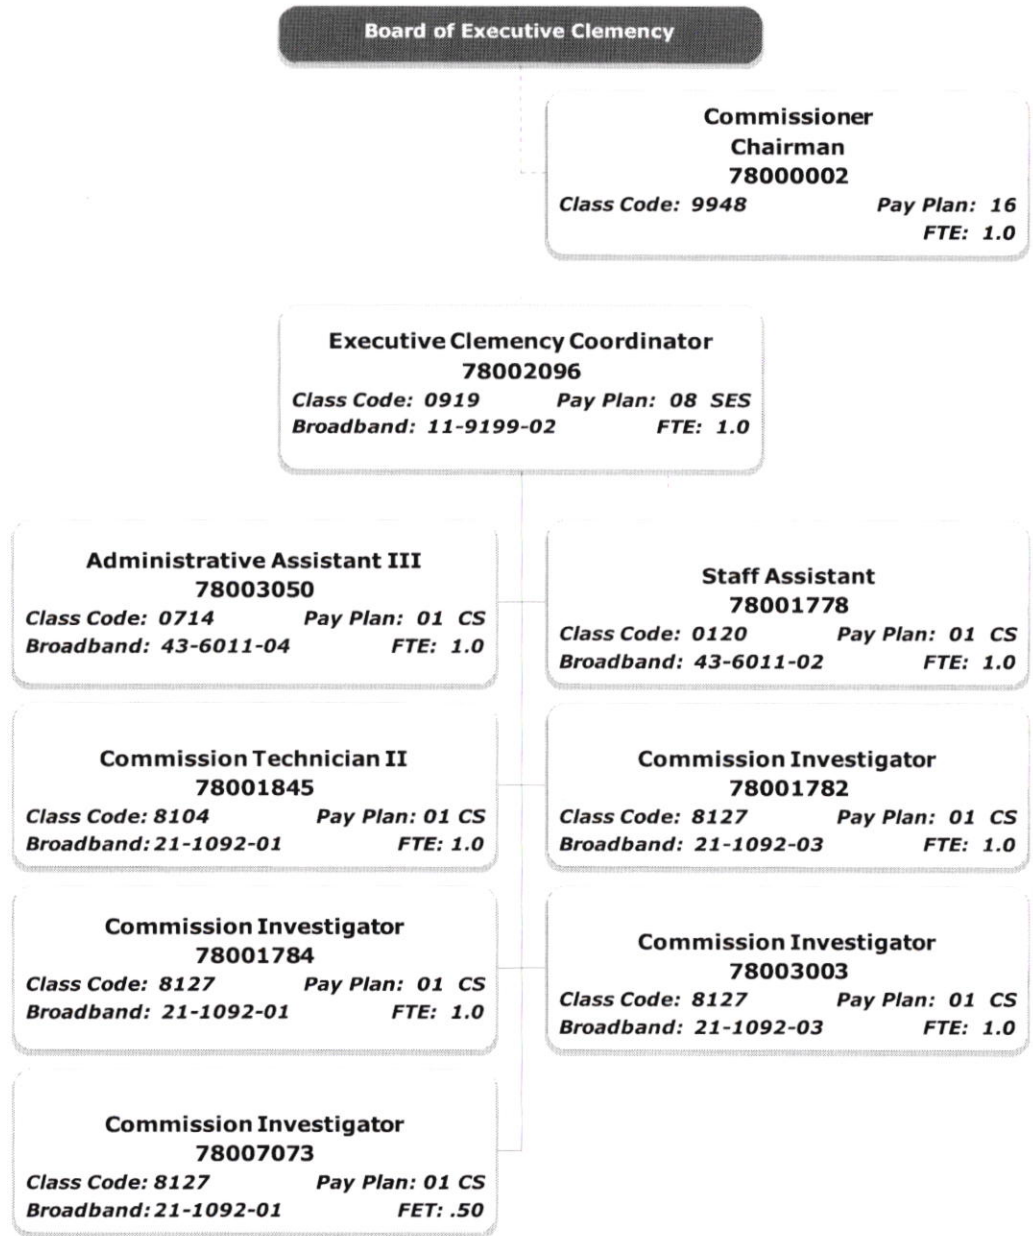 Board of Executive Clemency
Commissioner
Chairman
78000002
Class Code: 9948 Pay Plan: 16
FTE: 1.0
Executive Clemency Coordinator
78002096
Class Code: 0919 Pay Plan: 08 SES
Broadband: 11-9199-02 FTE: 1.0
Administrative Assistant III
78003050
Class Code: 0714 Pay Plan: 01 CS
Broadband: 43-6011-04 FTE: 1.0
Staff Assistant
78001778
Class Code: 0120 Pay Plan: 01 CS
Broadband: 43-6011-02 FTE: 1.0
Commission Technician II
78001845
Class Code: 8104 Pay Plan: 01 CS
Broadband: 21-1092-01 FTE: 1.0
Commission Investigator
78001782
Class Code: 8127 Pay Plan: 01 CS
Broadband: 21-1092-03 FTE: 1.0
Commission Investigator
78001784
Class Code: 8127 Pay Plan: 01 CS
Broadband: 21-1092-01 FTE: 1.0
Commission Investigator
78003003
Class Code: 8127 Pay Plan: 01 CS
Broadband: 21-1092-03 FTE: 1.0
Commission Investigator
78007073
Class Code: 8127 Pay Plan: 01 CS
Broadband: 21-1092-01 FET: .50